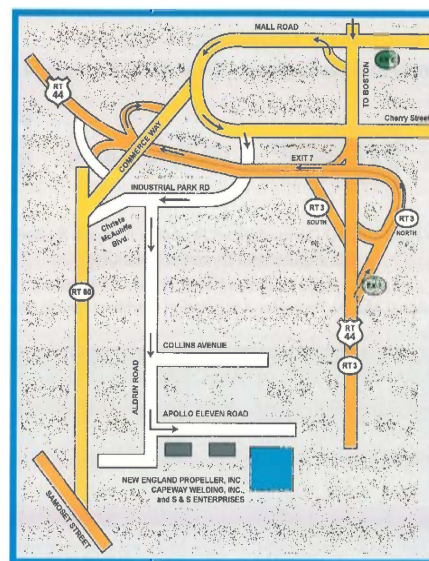 MALL ROAD
RT
44
TO BOSTON
Cherry Street
COMMERCE WAY
EXIT 7
INDUSTRIAL PARK RD
Christa
McAuliffe
Blvd.
RT 3
SOUTH
RT 3
NORTH
RT 80
RT
44
RT 3
COLLINS AVENUE
ALDRIN ROAD
APOLLO ELEVEN ROAD
NEW ENGLAND PROPELLER, INC.,
CAPEWAY WELDING, INC.,
and S & S ENTERPRISES
SAMOSET STREET